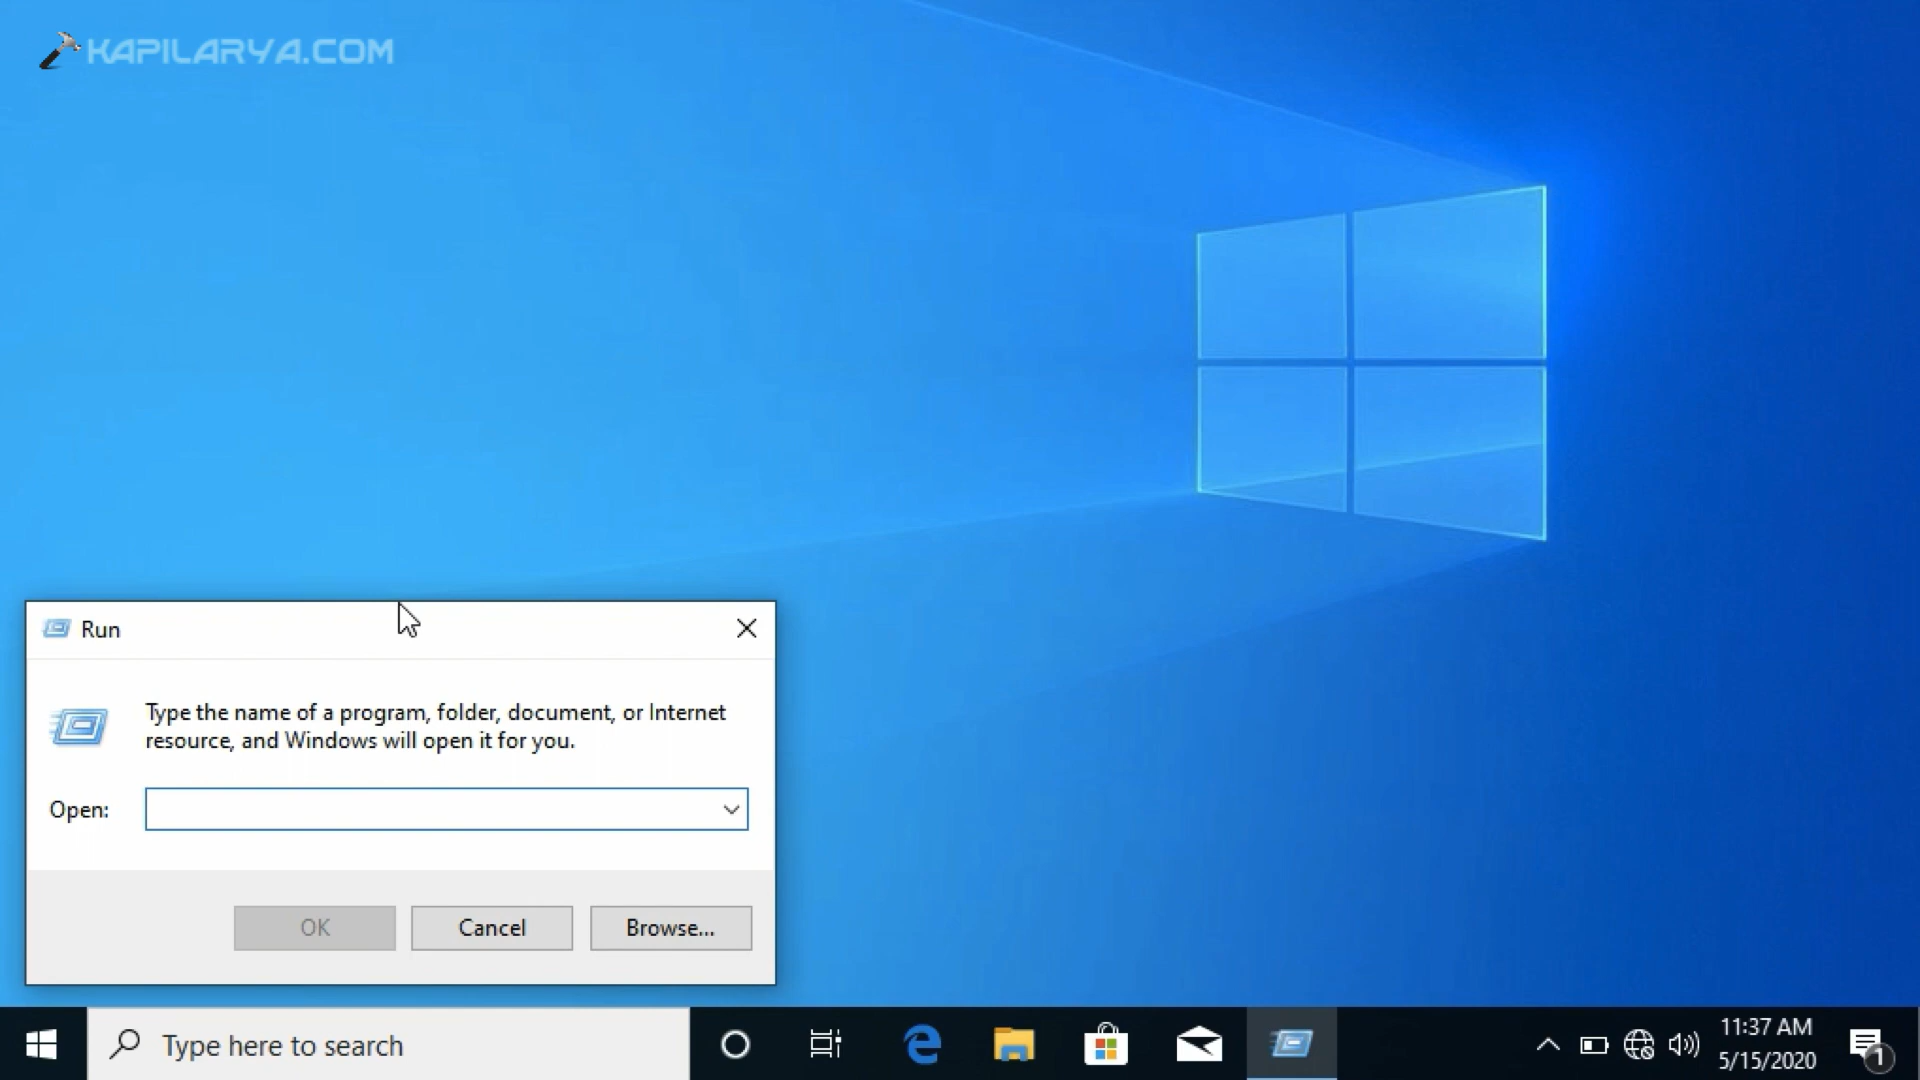 KAPILARYA.COM
Run
Type the name of a program, folder, document, or Internet
resource, and Windows will open it for you.
Open:
OK
Cancel
Browse...
Type here to search
11:37 AM
5/15/2020
1